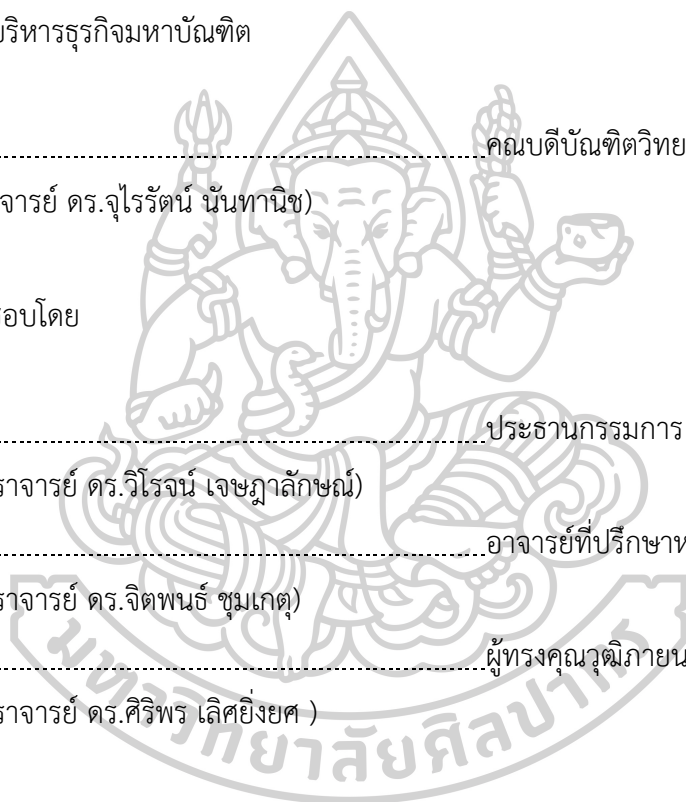 บริหารธุรกิจมหาบัณฑิต
คณบดีบัณฑิตวิทย
จารย์ ดร.จุไรรัตน์ นันทานิช)
สอบโดย
ประธานกรรมการ
ราจารย์ ดร.วิโรจน์ เจษฎาลักษณ์)
อาจารย์ที่ปรึกษาห
ราจารย์ ดร.จิตพนธ์ ชุมเกตุ)
ผู้ทรงคุณวุฒิภายน
ราจารย์ ดร.ศิริพร เลิศยิ่งยศ )
มหาวิทยาลัยศิลปากร